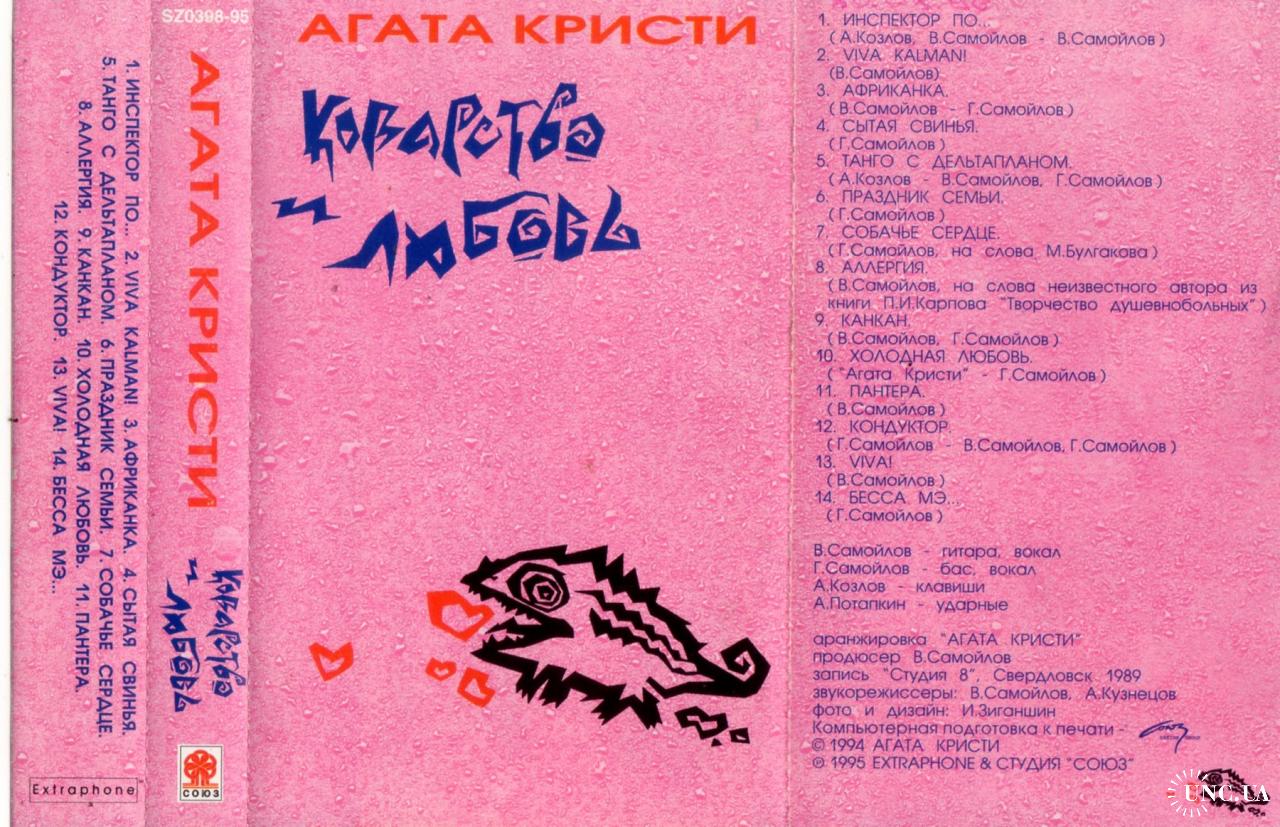 1. ИНСПЕКТОР ПО... 2. VIVA KALMAN! 3. АФРИКАНКА. 4. СЫТАЯ СВИНЬЯ.
5. ТАНГО С ДЕЛЬТАПЛАНОМ. 6. ПРАЗДНИК СЕМЬИ. 7. СОБАЧЬЕ СЕРДЦЕ.
8. АЛЛЕРГИЯ. 9. КАНКАН. 10. ХОЛОДНАЯ ЛЮБОВЬ. 11. ПАНТЕРА.
12. КОНДУКТОР. 13. VIVA! 14. БЕССА МЭ...
Extraphone
SZ0398-95
АГАТА КРИСТИ
Коварство
и
любовь
СОЮЗ
АГАТА КРИСТИ
Коварство
и любовь
1. ИНСПЕКТОР ПО...
(А.Козлов, В.Самойлов - В.Самойлов)
2. VIVA KALMAN!
(В.Самойлов)
3. АФРИКАНКА.
(В.Самойлов - Г.Самойлов)
4. СЫТАЯ СВИНЬЯ.
(Г.Самойлов)
5. ТАНГО С ДЕЛЬТАПЛАНОМ.
(А.Козлов - В.Самойлов, Г.Самойлов)
6. ПРАЗДНИК СЕМЬИ.
(Г.Самойлов)
7. СОБАЧЬЕ СЕРДЦЕ.
(Г.Самойлов, на слова М.Булгакова)
8. АЛЛЕРГИЯ.
(В.Самойлов, на слова неизвестного автора из
книги П.И.Карпова "Творчество душевнобольных")
9. КАНКАН.
(В.Самойлов, Г.Самойлов)
10. ХОЛОДНАЯ ЛЮБОВЬ.
("Агата Кристи" - Г.Самойлов)
11. ПАНТЕРА.
(В.Самойлов)
12. КОНДУКТОР.
(Г.Самойлов - В.Самойлов, Г.Самойлов)
13. VIVA!
(В.Самойлов)
14. БЕССА МЭ...
(Г.Самойлов)
В.Самойлов - гитара, вокал
Г.Самойлов - бас, вокал
А.Козлов - клавиши
А.Потапкин - ударные
аранжировка "АГАТА КРИСТИ"
продюсер В.Самойлов
запись "Студия 8", Свердловск 1989
звукорежиссеры: В.Самойлов, А.Кузнецов
фото и дизайн: И.Зиганшин
Компьютерная подготовка к печати - Союз
© 1994 АГАТА КРИСТИ
℗ 1995 EXTRAPHONE & СТУДИЯ "СОЮЗ"
UNC.UA